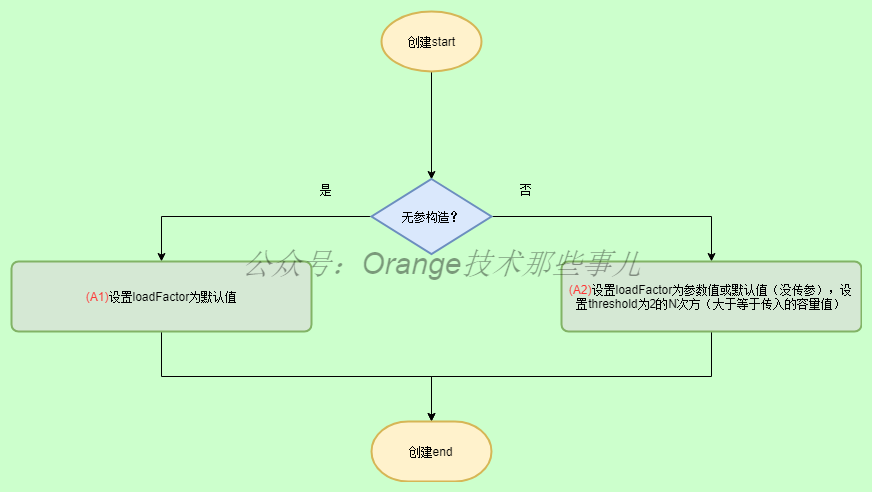 创建start
是
否
无参构造？
公众号：Orange技术那些事儿
(A1)设置loadFactor为默认值
(A2)设置loadFactor为参数值或默认值（没传参），设
置threshold为2的N次方（大于等于传入的容量值）
创建end